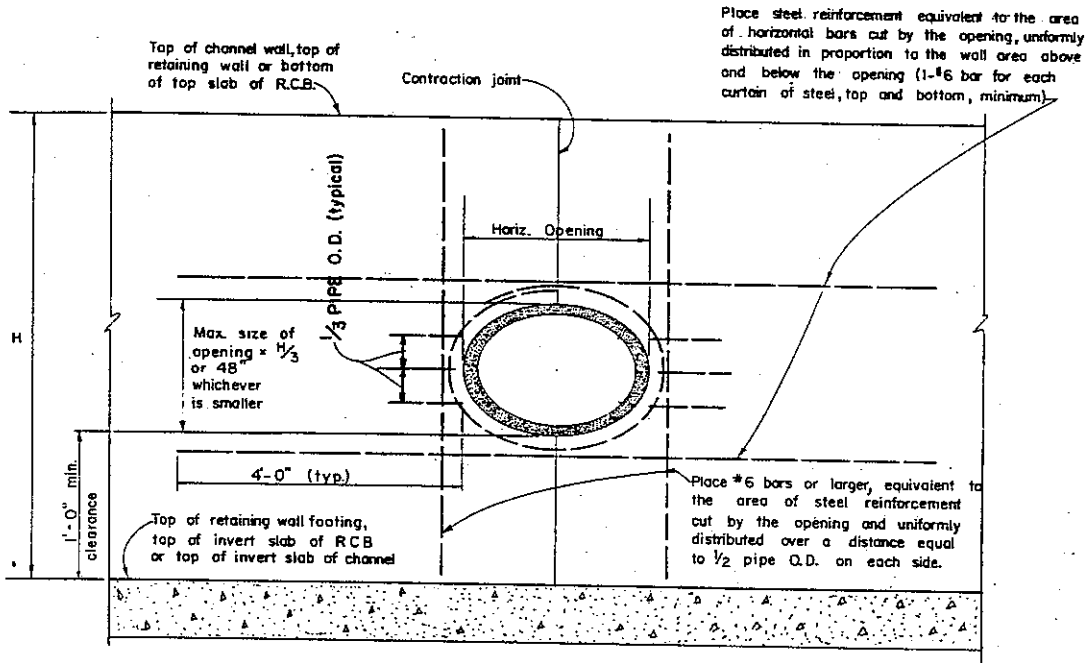 Place steel reinforcement equivalent to the area
of horizontal bars cut by the opening, uniformly
distributed in proportion to the wall area above
and below the opening (1-#6 bar for each
curtain of steel, top and bottom, minimum)
Top of channel wall, top of
retaining wall or bottom
of top slab of R.C.B.
Contraction joint
1/3 PIPE O.D. (typical)
Horiz. Opening
H
Max. size of
opening = H/3
or 48"
whichever
is smaller
4'-0" (typ.)
1'-0" min.
clearance
Top of retaining wall footing,
top of invert slab of RCB
or top of invert slab of channel
Place #6 bars or larger, equivalent to
the area of steel reinforcement
cut by the opening and uniformly
distributed over a distance equal
to 1/2 pipe O.D. on each side.